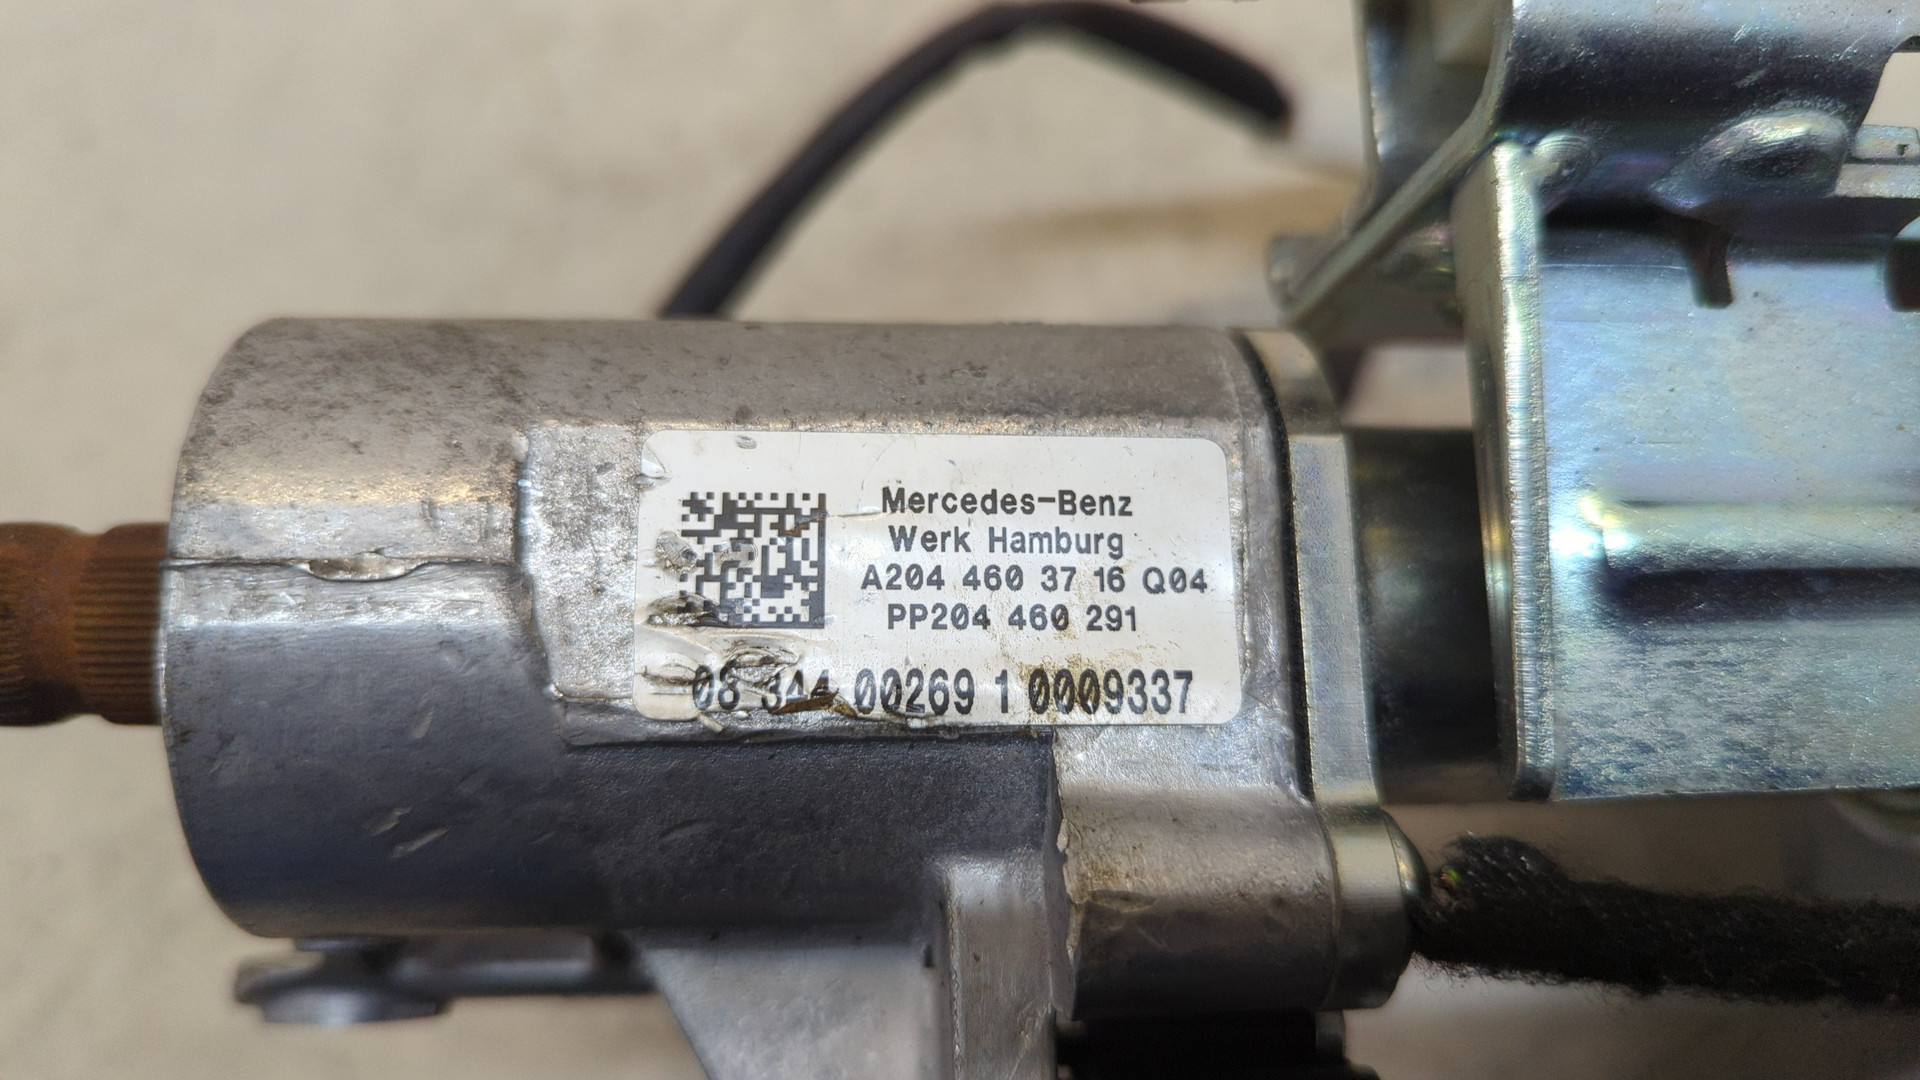 Mercedes-Benz
Werk Hamburg
A204 460 37 16 Q04
PP204 460 291
08 344 00269 1 0009337